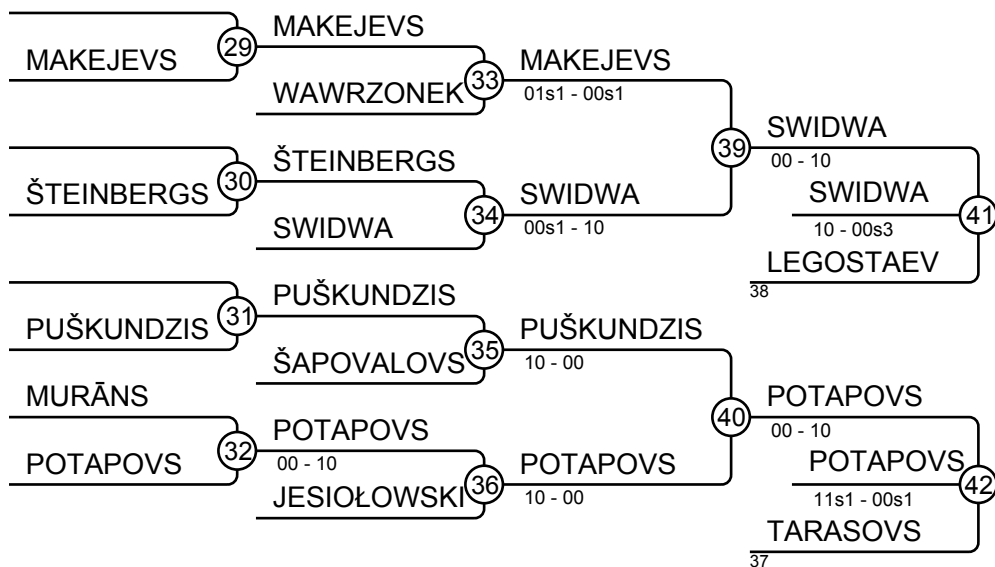 MAKEJEVS
29
MAKEJEVS
WAWRZONEK
33
MAKEJEVS
01s1 - 00s1
ŠTEINBERGS
30
ŠTEINBERGS
SWIDWA
34
SWIDWA
00s1 - 10
39
SWIDWA
00 - 10
SWIDWA
10 - 00s3
41
LEGOSTAEV
38
PUŠKUNDZIS
31
PUŠKUNDZIS
ŠAPOVALOVS
35
PUŠKUNDZIS
10 - 00
MURĀNS
POTAPOVS
32
POTAPOVS
00 - 10
JESIOŁOWSKI
36
POTAPOVS
10 - 00
40
POTAPOVS
00 - 10
POTAPOVS
11s1 - 00s1
42
TARASOVS
37